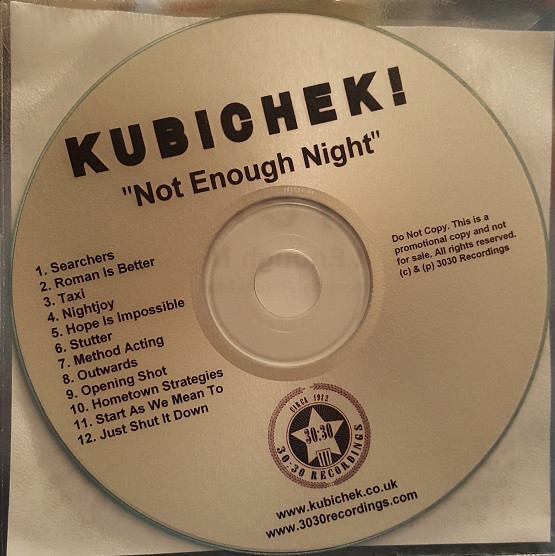 KUBICHEK!
"Not Enough Night"
1. Searchers
2. Roman Is Better
3. Taxi
4. Nightjoy
5. Hope Is Impossible
6. Stutter
7. Method Acting
8. Outwards
9. Opening Shot
10. Hometown Strategies
11. Start As We Mean To
12. Just Shut It Down
Do Not Copy. This is a
promotional copy and not
for sale. All rights reserved.
(c) & (p) 3030 Recordings
CIRCA 1972
30:30
30:30 RECORDINGS
www.kubichek.co.uk
www.3030recordings.com